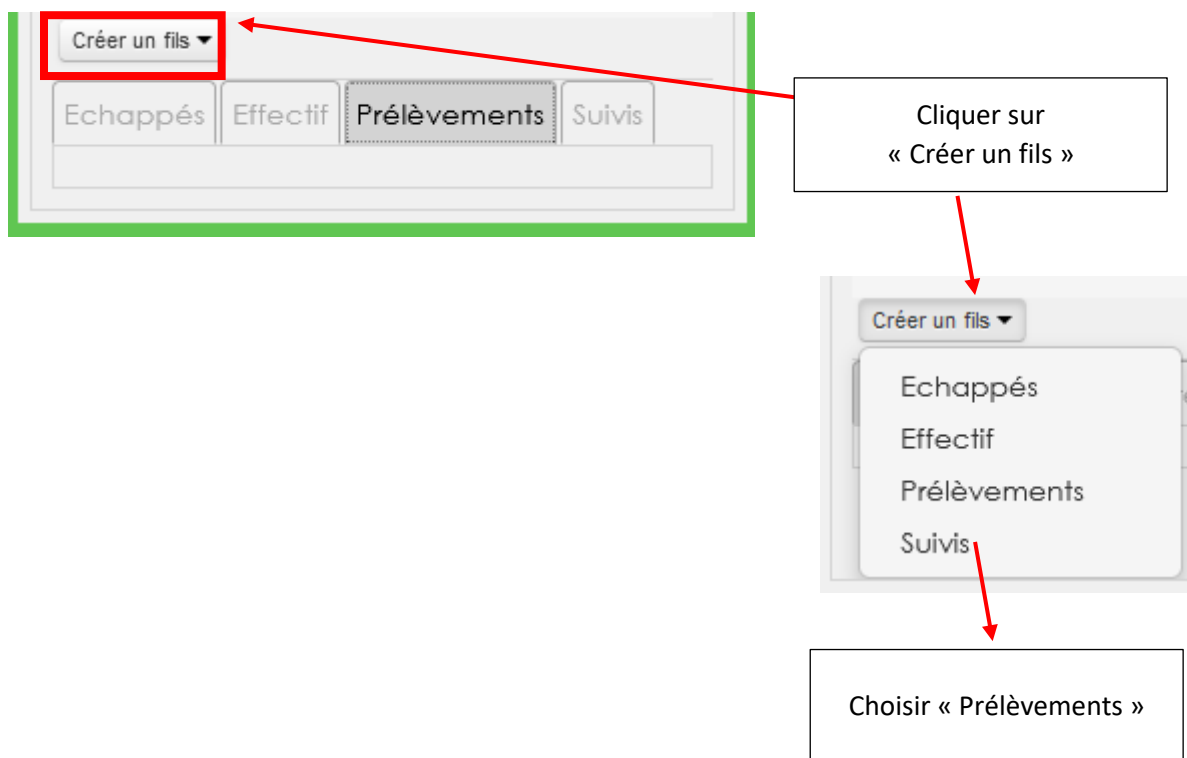 Créer un fils
Echappés Effectif Prélèvements Suivis
Cliquer sur
« Créer un fils »
Créer un fils
Echappés
Effectif
Prélèvements
Suivis
Choisir « Prélèvements »